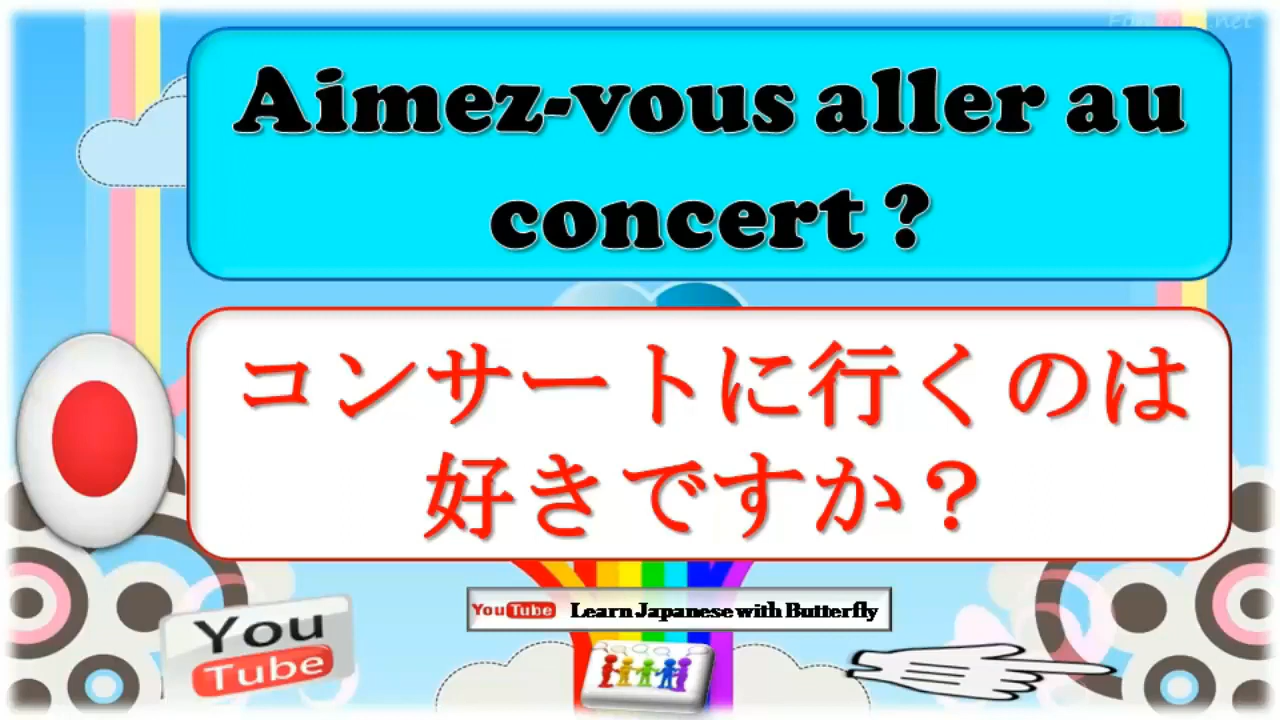 Aimez-vous aller au
concert ?
コンサートに行くのは
好きですか？
YouTube Learn Japanese with Butterfly
You
Tube